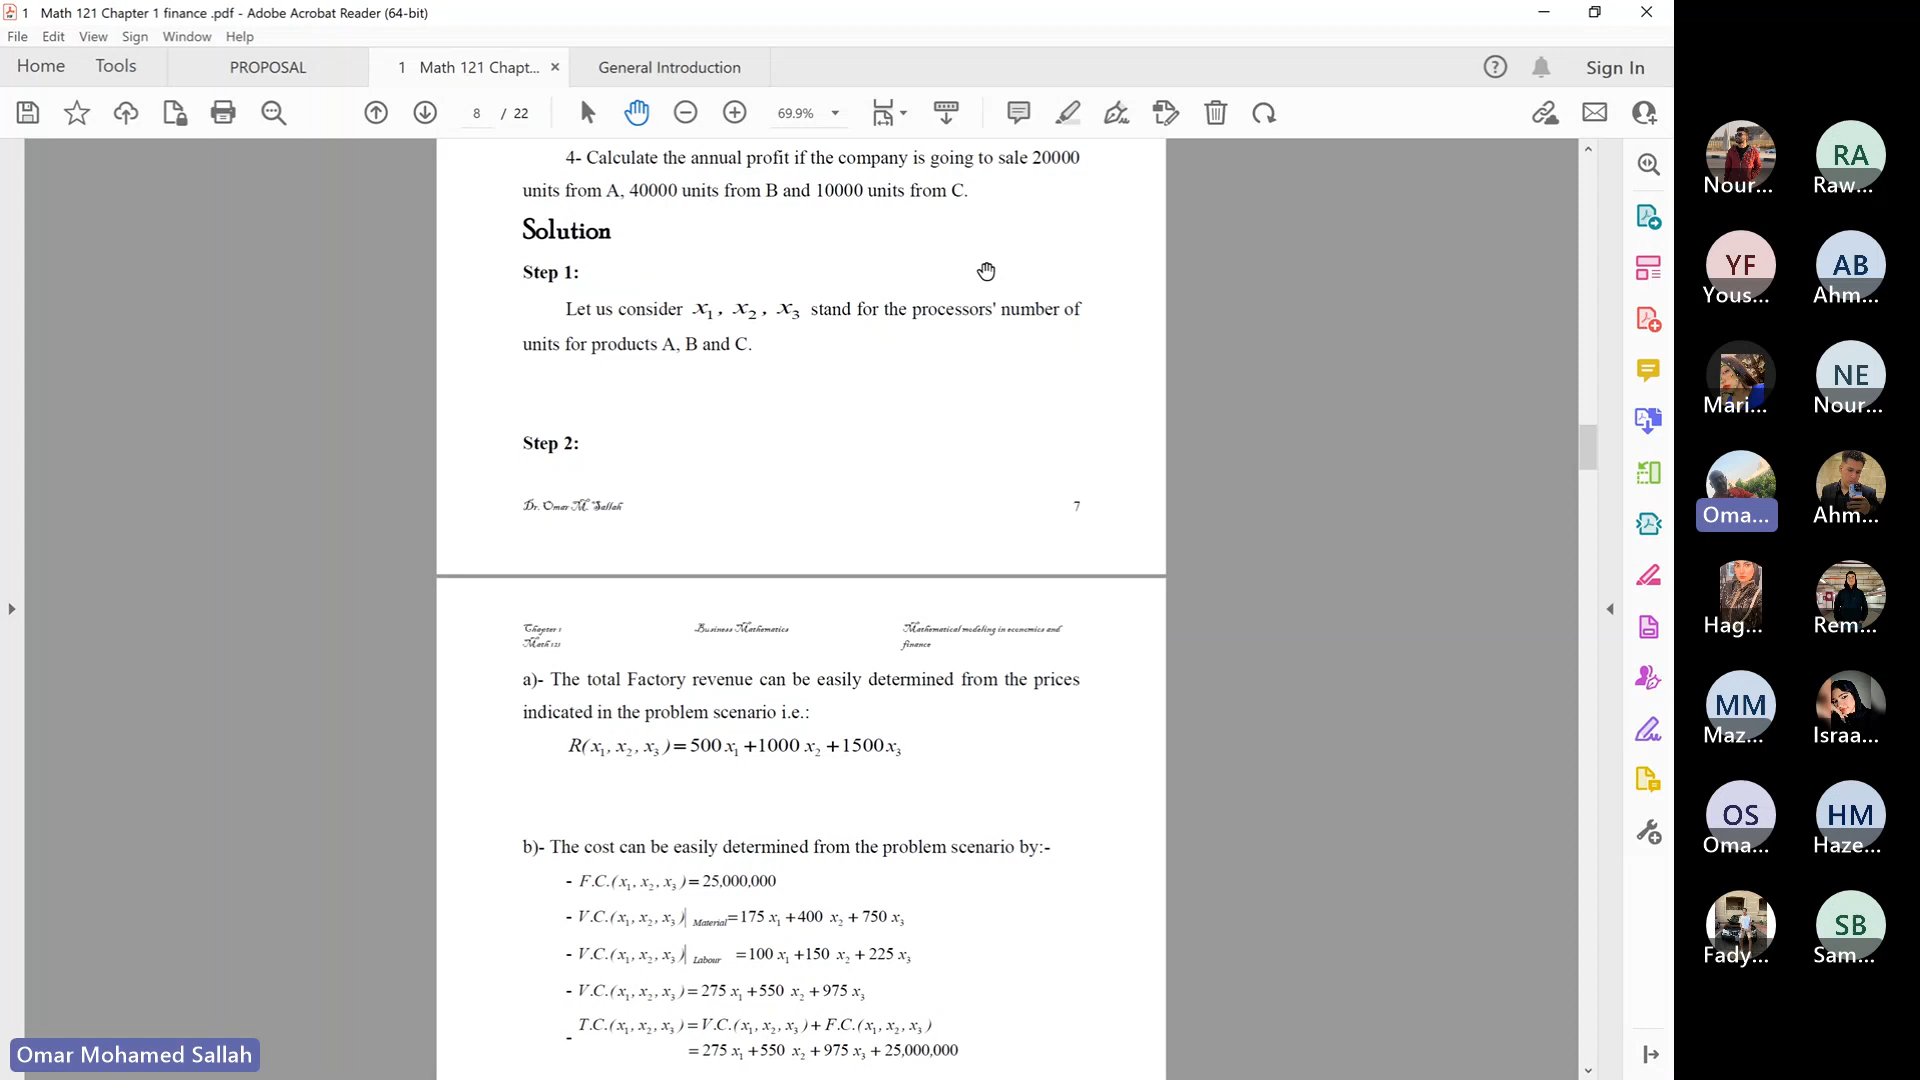 1 Math 121 Chapter 1 finance .pdf - Adobe Acrobat Reader (64-bit)
File Edit View Sign Window Help
Home Tools PROPOSAL 1 Math 121 Chapt... × General Introduction Sign In
8 / 22 69.9%
4- Calculate the annual profit if the company is going to sale 20000
units from A, 40000 units from B and 10000 units from C.
Solution
Step 1:
Let us consider x₁, x₂, x₃ stand for the processors' number of
units for products A, B and C.
Step 2:
Dr. Omar M. Sallah 7
Chapter 1 Business Mathematics Mathematical modeling in economics and
Math 121 finance
a)- The total Factory revenue can be easily determined from the prices
indicated in the problem scenario i.e.:
R(x₁, x₂, x₃)=500x₁+1000 x₂+1500x₃
b)- The cost can be easily determined from the problem scenario by:-
- F.C.(x₁, x₂, x₃)=25,000,000
- V.C.(x₁, x₂, x₃)| Material=175 x₁+400 x₂+750 x₃
- V.C.(x₁, x₂, x₃)| Labour =100 x₁+150 x₂+225 x₃
- V.C.(x₁, x₂, x₃)=275 x₁+550 x₂+975 x₃
- T.C.(x₁, x₂, x₃)=V.C.(x₁, x₂, x₃)+F.C.(x₁, x₂, x₃)
=275 x₁+550 x₂+975 x₃+25,000,000
Omar Mohamed Sallah
RA
Nour... Raw...
YF AB
Yous... Ahm...
NE
Mari... Nour...
Oma... Ahm...
Hag... Rem...
MM
Maz... Israa...
OS HM
Oma... Haze...
SB
Fady... Sam...